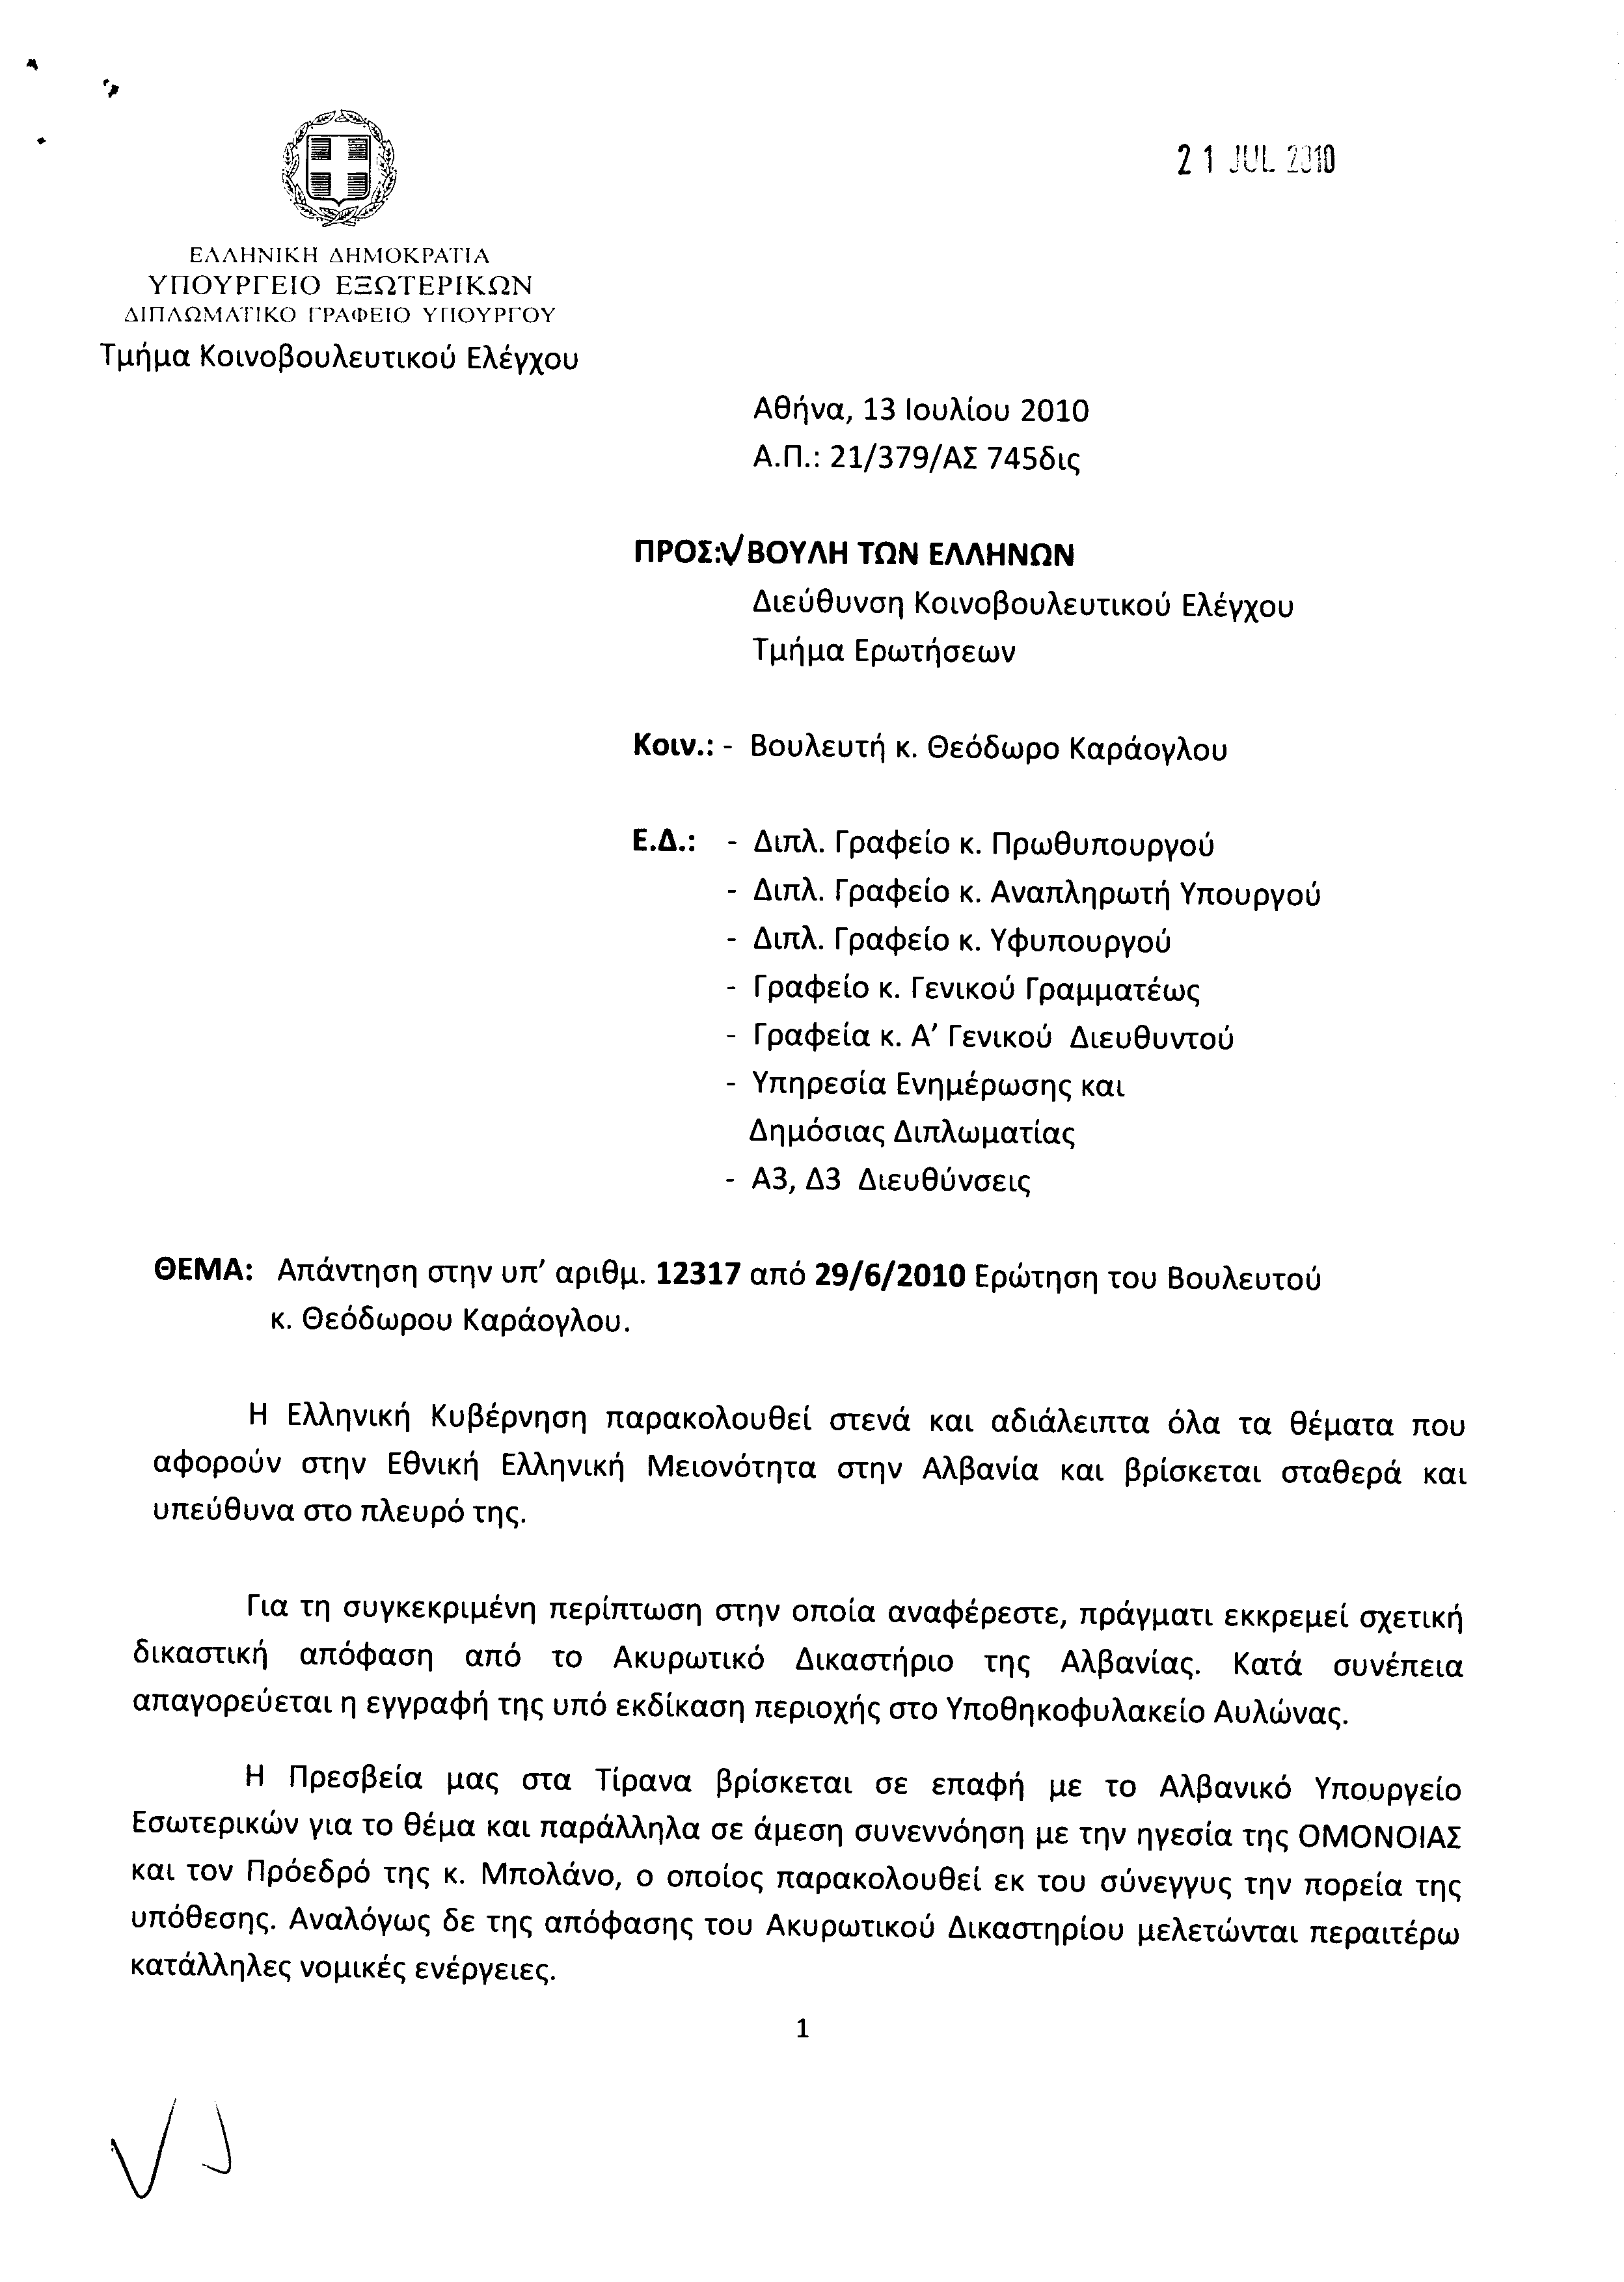 21 JUL 2010
ΕΛΛΗΝΙΚΗ ΔΗΜΟΚΡΑΤΙΑ
ΥΠΟΥΡΓΕΙΟ ΕΞΩΤΕΡΙΚΩΝ
ΔΙΠΛΩΜΑΤΙΚΟ ΓΡΑΦΕΙΟ ΥΠΟΥΡΓΟΥ
Τμήμα Κοινοβουλευτικού Ελέγχου
Αθήνα, 13 Ιουλίου 2010
Α.Π.: 21/379/ΑΣ 745δις
ΠΡΟΣ:√ ΒΟΥΛΗ ΤΩΝ ΕΛΛΗΝΩΝ
Διεύθυνση Κοινοβουλευτικού Ελέγχου
Τμήμα Ερωτήσεων
Κοιν.: - Βουλευτή κ. Θεόδωρο Καράογλου
Ε.Δ.: - Διπλ. Γραφείο κ. Πρωθυπουργού
- Διπλ. Γραφείο κ. Αναπληρωτή Υπουργού
- Διπλ. Γραφείο κ. Υφυπουργού
- Γραφείο κ. Γενικού Γραμματέως
- Γραφεία κ. Α’ Γενικού Διευθυντού
- Υπηρεσία Ενημέρωσης και
Δημόσιας Διπλωματίας
- Α3, Δ3 Διευθύνσεις
ΘΕΜΑ: Απάντηση στην υπ’ αριθμ. 12317 από 29/6/2010 Ερώτηση του Βουλευτού
κ. Θεόδωρου Καράογλου.
Η Ελληνική Κυβέρνηση παρακολουθεί στενά και αδιάλειπτα όλα τα θέματα που
αφορούν στην Εθνική Ελληνική Μειονότητα στην Αλβανία και βρίσκεται σταθερά και
υπεύθυνα στο πλευρό της.
Για τη συγκεκριμένη περίπτωση στην οποία αναφέρεστε, πράγματι εκκρεμεί σχετική
δικαστική απόφαση από το Ακυρωτικό Δικαστήριο της Αλβανίας. Κατά συνέπεια
απαγορεύεται η εγγραφή της υπό εκδίκαση περιοχής στο Υποθηκοφυλακείο Αυλώνας.
Η Πρεσβεία μας στα Τίρανα βρίσκεται σε επαφή με το Αλβανικό Υπουργείο
Εσωτερικών για το θέμα και παράλληλα σε άμεση συνεννόηση με την ηγεσία της ΟΜΟΝΟΙΑΣ
και τον Πρόεδρό της κ. Μπολάνο, ο οποίος παρακολουθεί εκ του σύνεγγυς την πορεία της
υπόθεσης. Αναλόγως δε της απόφασης του Ακυρωτικού Δικαστηρίου μελετώνται περαιτέρω
κατάλληλες νομικές ενέργειες.
1